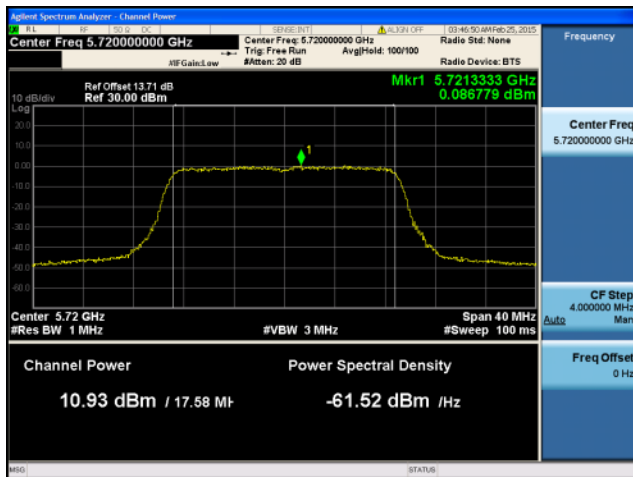 Agilent Spectrum Analyzer - Channel Power
RL RF 50 Ω DC SENSE:INT ALIGN OFF 03:46:50 AM Feb 25, 2015
Center Freq 5.720000000 GHz
Center Freq: 5.720000000 GHz
Radio Std: None
Trig: Free Run Avg|Hold: 100/100
#IFGain:Low #Atten: 20 dB Radio Device: BTS
Frequency
Mkr1 5.7213333 GHz
0.086779 dBm
Ref Offset 13.71 dB
10 dB/div Ref 30.00 dBm
Log
20.0
10.0
0.00
-10.0
-20.0
-30.0
-40.0
-50.0
-60.0
1
Center 5.72 GHz Span 40 MHz
#Res BW 1 MHz #VBW 3 MHz #Sweep 100 ms
Channel Power Power Spectral Density
10.93 dBm / 17.58 MH -61.52 dBm /Hz
Center Freq
5.720000000 GHz
CF Step
4.000000 MHz
Auto Man
Freq Offset
0 Hz
MSG STATUS